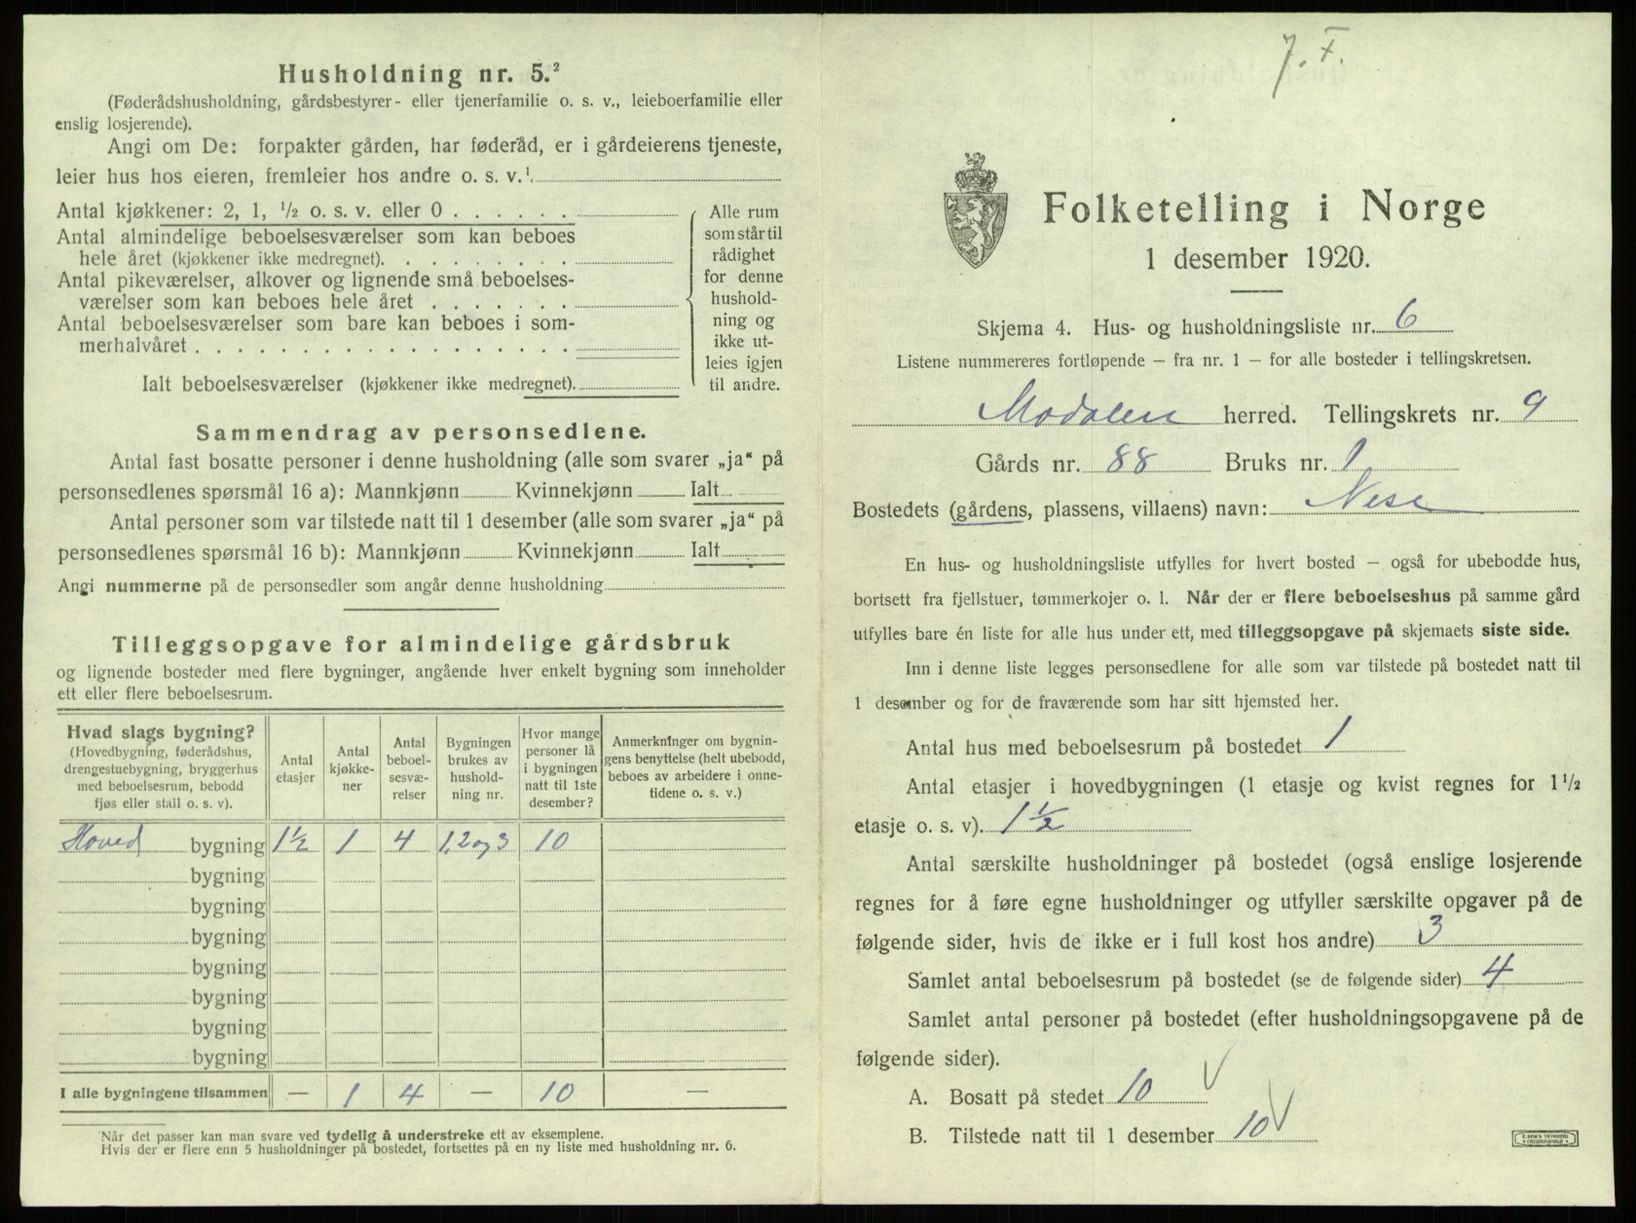 Husholdning nr. 5.²
(Føderådshusholdning, gårdsbestyrer- eller tjenerfamilie o. s. v., leieboerfamilie eller
enslig losjerende).
Angi om De: forpakter gården, har føderåd, er i gårdeierens tjeneste,
leier hus hos eieren, fremleier hos andre o. s. v.¹
Antal kjøkkener: 2, 1, ½ o. s. v. eller 0 . . . . . .
Antal almindelige beboelsesværelser som kan beboes
hele året (kjøkkener ikke medregnet). . . . . . . . .
Antal pikeværelser, alkover og lignende små beboelses-
værelser som kan beboes hele året . . . . . . .
Antal beboelsesværelser som bare kan beboes i som-
merhalvåret . . . . . . . . . . . . . . . . . .
Ialt beboelsesværelser (kjøkkener ikke medregnet).
Alle rum
som står til
rådighet
for denne
hushold-
ning og
ikke ut-
leies igjen
til andre.
Sammendrag av personsedlene.
Antal fast bosatte personer i denne husholdning (alle som svarer „ja“ på
personsedlenes spørsmål 16 a): Mannkjønn Kvinnekjønn Ialt
Antal personer som var tilstede natt til 1 desember (alle som svarer „ja“ på
personsedlenes spørsmål 16 b): Mannkjønn Kvinnekjønn Ialt
Angi nummerne på de personsedler som angår denne husholdning
Tilleggsopgave for almindelige gårdsbruk
og lignende bosteder med flere bygninger, angående hver enkelt bygning som inneholder
ett eller flere beboelsesrum.
Hvad slags bygning?
(Hovedbygning, føderådshus,
drengestuebygning, bryggerhus
med beboelsesrum, bebodd
fjøs eller stall o. s. v).
Antal
etasjer
Antal
kjøkke-
ner
Antal
beboel-
sesvæ-
relser
Bygningen
brukes av
hushold-
ning nr.
Hvor mange
personer lå
i bygningen
natt til 1ste
desember?
Anmerkninger om bygnin-
gens benyttelse (helt ubebodd,
beboes av arbeidere i onne-
tidene o. s. v.)
Hoved bygning 1½ 1 4 1,2 og 3 10
bygning
bygning
bygning
bygning
bygning
bygning
bygning
I alle bygningene tilsammen — 1 4 — 10 —
¹ Når det passer kan man svare ved tydelig å understreke ett av eksemplene.
² Hvis der er flere enn 5 husholdninger på bostedet, fortsettes på en ny liste med husholdning nr. 6.
7. F.
Folketelling i Norge
1 desember 1920.
Skjema 4. Hus- og husholdningsliste nr. 6
Listene nummereres fortløpende – fra nr. 1 – for alle bosteder i tellingskretsen.
Modalen herred. Tellingskrets nr. 9
Gårds nr. 88 Bruks nr. 1
Bostedets (gårdens, plassens, villaens) navn: Nese
En hus- og husholdningsliste utfylles for hvert bosted – også for ubebodde hus,
bortsett fra fjellstuer, tømmerkojer o. l. Når der er flere beboelseshus på samme gård
utfylles bare én liste for alle hus under ett, med tilleggsopgave på skjemaets siste side.
Inn i denne liste legges personsedlene for alle som var tilstede på bostedet natt til
1 desember og for de fraværende som har sitt hjemsted her.
Antal hus med beboelsesrum på bostedet 1
Antal etasjer i hovedbygningen (1 etasje og kvist regnes for 1½
etasje o. s. v). 1½
Antal særskilte husholdninger på bostedet (også enslige losjerende
regnes for å føre egne husholdninger og utfyller særskilte opgaver på de
følgende sider, hvis de ikke er i full kost hos andre) 3
Samlet antal beboelsesrum på bostedet (se de følgende sider) 4
Samlet antal personer på bostedet (efter husholdningsopgavene på de
følgende sider).
A. Bosatt på stedet 10
B. Tilstede natt til 1 desember 10